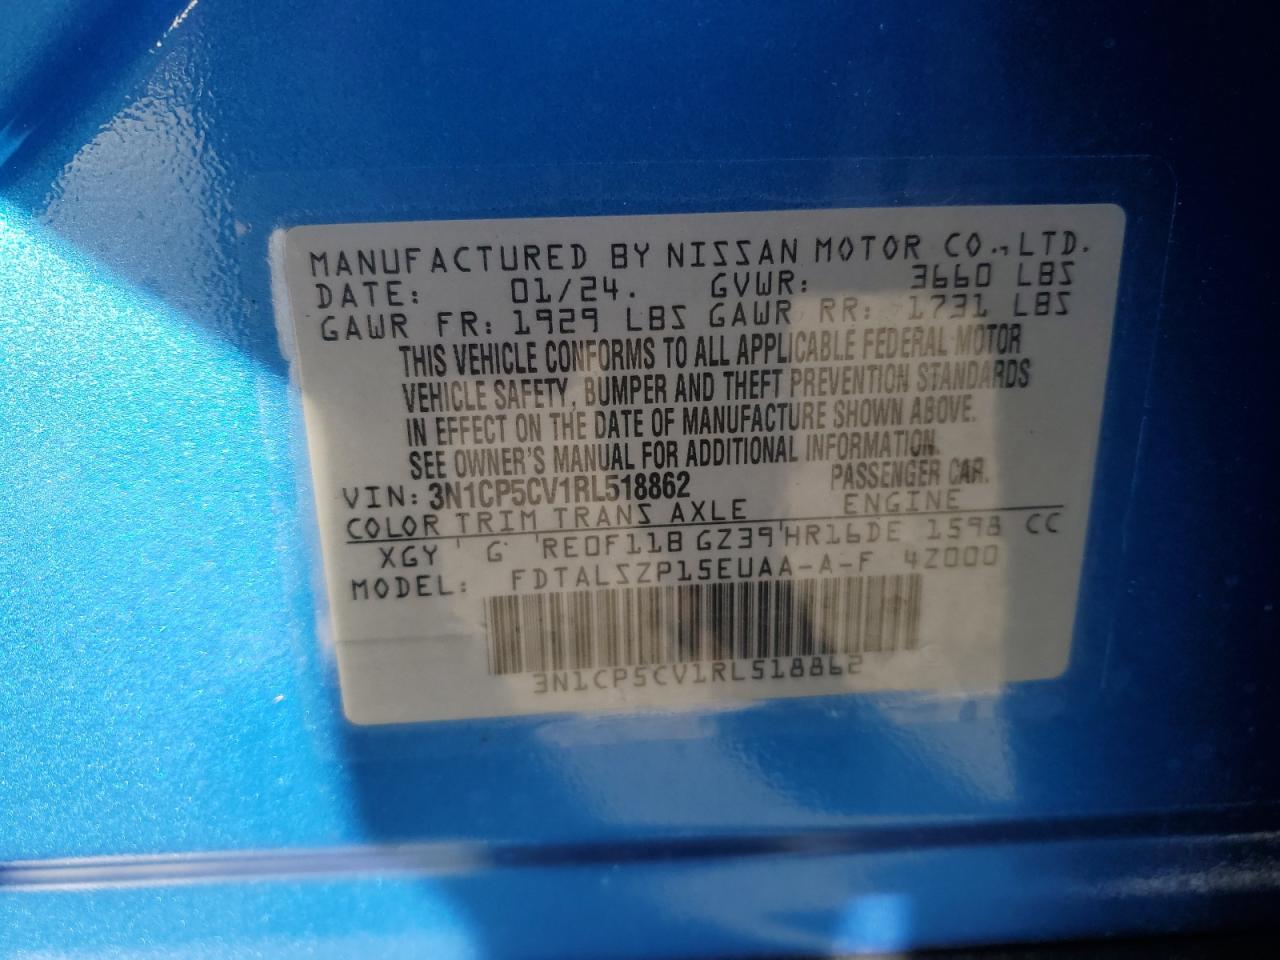 MANUFACTURED BY NISSAN MOTOR CO., LTD.
DATE: 01/24. GVWR: 3660 LBS
GAWR FR: 1929 LBS GAWR RR: 1731 LBS
THIS VEHICLE CONFORMS TO ALL APPLICABLE FEDERAL MOTOR
VEHICLE SAFETY, BUMPER AND THEFT PREVENTION STANDARDS
IN EFFECT ON THE DATE OF MANUFACTURE SHOWN ABOVE.
SEE OWNER'S MANUAL FOR ADDITIONAL INFORMATION.
VIN: 3N1CP5CV1RL518862 PASSENGER CAR.
COLOR TRIM TRANS AXLE ENGINE
XGY G RE0F11B GZ39 HR16DE 1598 CC
MODEL: FDTALSZP15EUAA-A-F 4Z000
3N1CP5CV1RL518862